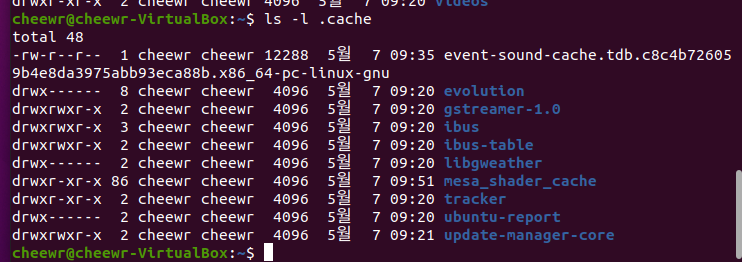 drwxr-xr-x  2 cheewr cheewr  4096  5월  7 09:20 Videos
cheewr@cheewr-VirtualBox:~$ ls -l .cache
total 48
-rw-r--r--  1 cheewr cheewr 12288  5월  7 09:35 event-sound-cache.tdb.c8c4b72605
9b4e8da3975abb93eca88b.x86_64-pc-linux-gnu
drwx------  8 cheewr cheewr  4096  5월  7 09:20 evolution
drwxrwxr-x  2 cheewr cheewr  4096  5월  7 09:20 gstreamer-1.0
drwxrwxr-x  3 cheewr cheewr  4096  5월  7 09:20 ibus
drwxrwxr-x  2 cheewr cheewr  4096  5월  7 09:20 ibus-table
drwx------  2 cheewr cheewr  4096  5월  7 09:20 libgweather
drwxr-xr-x 86 cheewr cheewr  4096  5월  7 09:51 mesa_shader_cache
drwxr-xr-x  2 cheewr cheewr  4096  5월  7 09:20 tracker
drwx------  2 cheewr cheewr  4096  5월  7 09:20 ubuntu-report
drwxrwxr-x  2 cheewr cheewr  4096  5월  7 09:21 update-manager-core
cheewr@cheewr-VirtualBox:~$